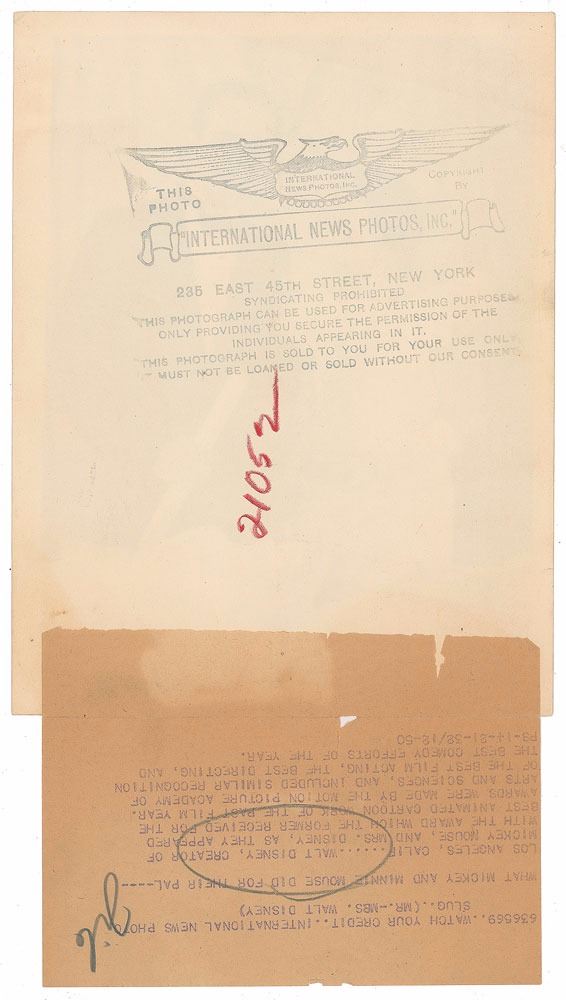 INTERNATIONAL
NEWS PHOTOS, INC.
THIS
PHOTO
COPYRIGHT
BY
"INTERNATIONAL NEWS PHOTOS, INC."
235 EAST 45TH STREET, NEW YORK
SYNDICATING PROHIBITED
THIS PHOTOGRAPH CAN BE USED FOR ADVERTISING PURPOSES
ONLY PROVIDING YOU SECURE THE PERMISSION OF THE
INDIVIDUALS APPEARING IN IT.
THIS PHOTOGRAPH IS SOLD TO YOU FOR YOUR USE ONLY
MUST NOT BE LOANED OR SOLD WITHOUT OUR CONSENT.
21052
636569..WATCH YOUR CREDIT..INTERNATIONAL NEWS PHOTO
SLUG..(MR.-MRS. WALT DISNEY)
WHAT MICKEY AND MINNIE MOUSE DID FOR THEIR PAL-----
LOS ANGELES, CALIF......WALT DISNEY, CREATOR OF
MICKEY MOUSE, AND MRS. DISNEY, AS THEY APPEARED
WITH THE AWARD WHICH THE FORMER RECEIVED FOR THE
BEST ANIMATED CARTOON WORK OF THE PAST FILM YEAR.
AWARDS WERE MADE BY THE MOTION PICTURE ACADEMY OF
ARTS AND SCIENCES, AND INCLUDED SIMILAR RECOGNITION
OF THE BEST FILM ACTING, THE BEST DIRECTING, AND
THE BEST COMEDY EFFORTS OF THE YEAR.
PS-11-21-32/12-50